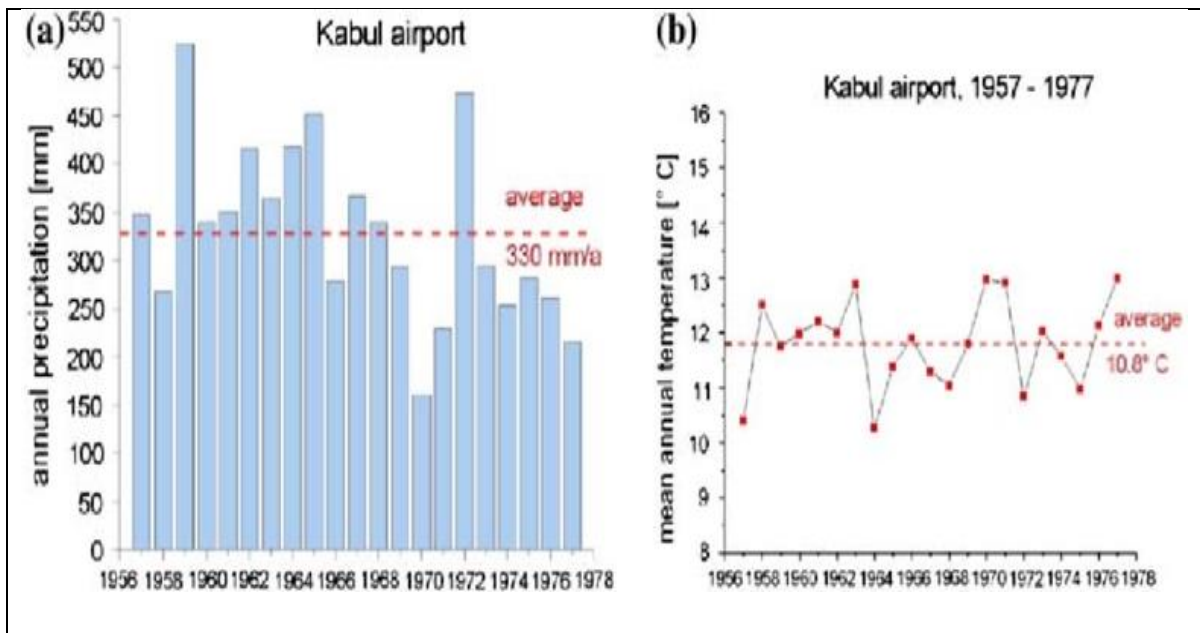 (a)
Kabul airport
annual precipitation [mm]
550
500
450
400
350
300
250
200
150
100
50
0
average
330 mm/a
1956 1958 1960 1962 1964 1966 1968 1970 1972 1974 1976 1978
(b)
Kabul airport, 1957 - 1977
mean annual temperature [° C]
16
15
14
13
12
11
10
9
8
average
10.8° C
1956 1958 1960 1962 1964 1966 1968 1970 1972 1974 1976 1978